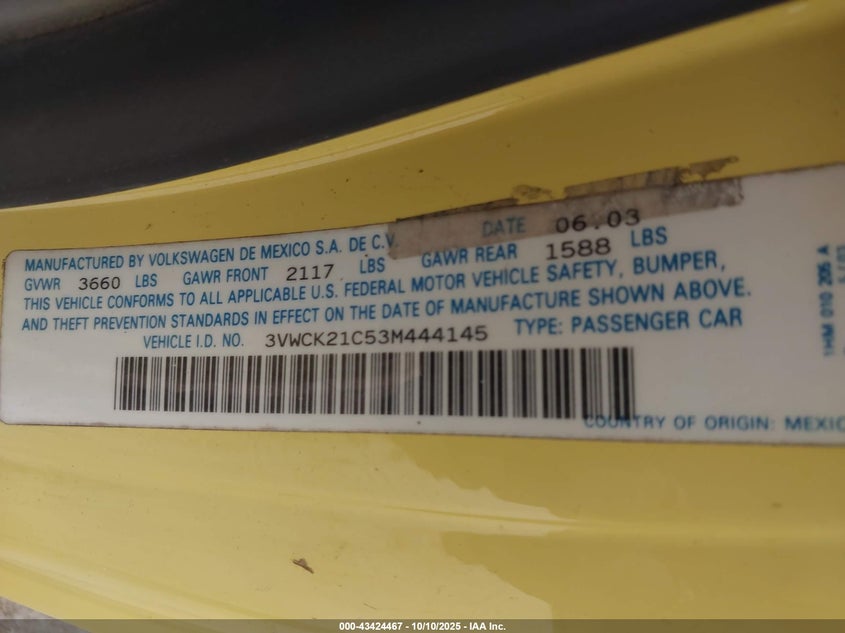 MANUFACTURED BY VOLKSWAGEN DE MEXICO S.A. DE C.V. DATE 06.03
GVWR 3660 LBS GAWR FRONT 2117 LBS GAWR REAR 1588 LBS
THIS VEHICLE CONFORMS TO ALL APPLICABLE U.S. FEDERAL MOTOR VEHICLE SAFETY, BUMPER,
AND THEFT PREVENTION STANDARDS IN EFFECT ON THE DATE OF MANUFACTURE SHOWN ABOVE.
VEHICLE I.D. NO. 3VWCK21C53M444145 TYPE: PASSENGER CAR
COUNTRY OF ORIGIN: MEXIC
1HM 010 205 A
000-43424467 - 10/10/2025 - IAA Inc.